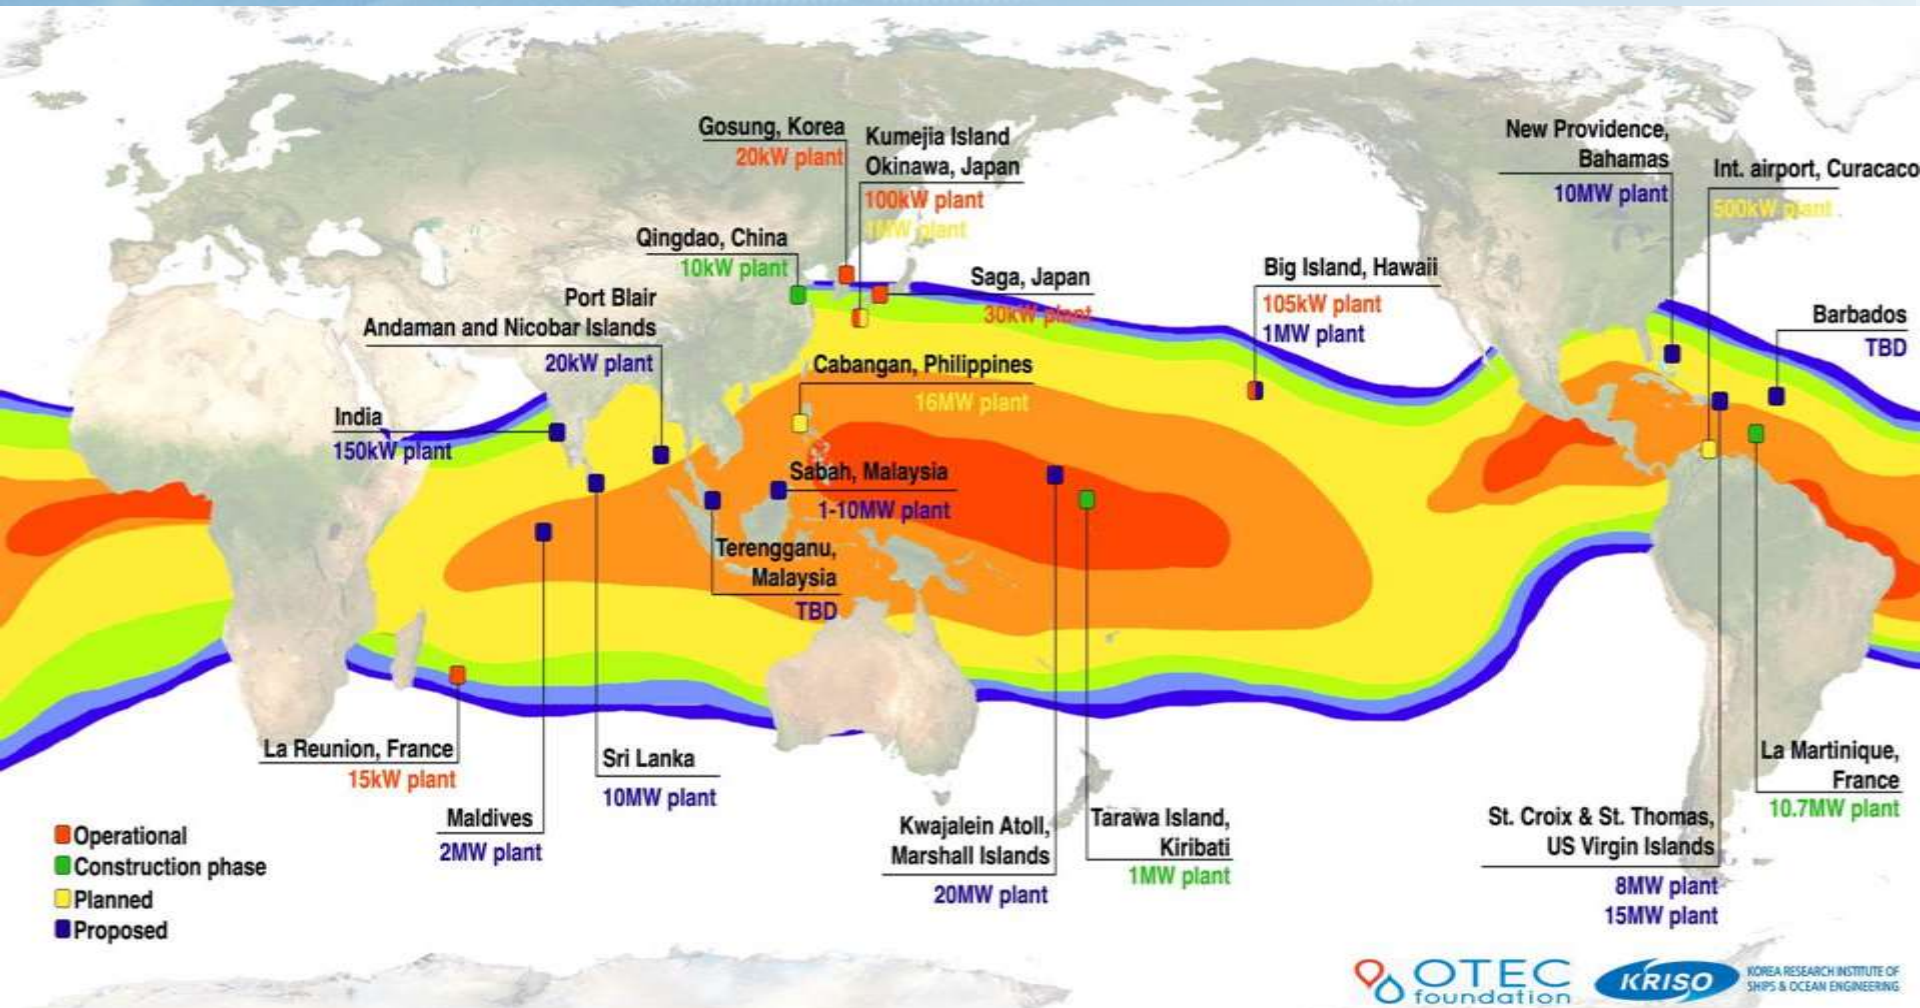 Gosung, Korea
20kW plant
Kumejia Island
Okinawa, Japan
100kW plant
1MW plant
New Providence,
Bahamas
10MW plant
Int. airport, Curacaco
500kW plant
Qingdao, China
10kW plant
Saga, Japan
30kW plant
Big Island, Hawaii
105kW plant
1MW plant
Port Blair
Andaman and Nicobar Islands
20kW plant
Barbados
TBD
Cabangan, Philippines
16MW plant
India
150kW plant
Sabah, Malaysia
1-10MW plant
Terengganu,
Malaysia
TBD
La Reunion, France
15kW plant
Sri Lanka
10MW plant
Maldives
2MW plant
Kwajalein Atoll,
Marshall Islands
20MW plant
Tarawa Island,
Kiribati
1MW plant
La Martinique,
France
10.7MW plant
St. Croix & St. Thomas,
US Virgin Islands
8MW plant
15MW plant
Operational
Construction phase
Planned
Proposed
OTEC
foundation
KRISO
KOREA RESEARCH INSTITUTE OF
SHIPS & OCEAN ENGINEERING